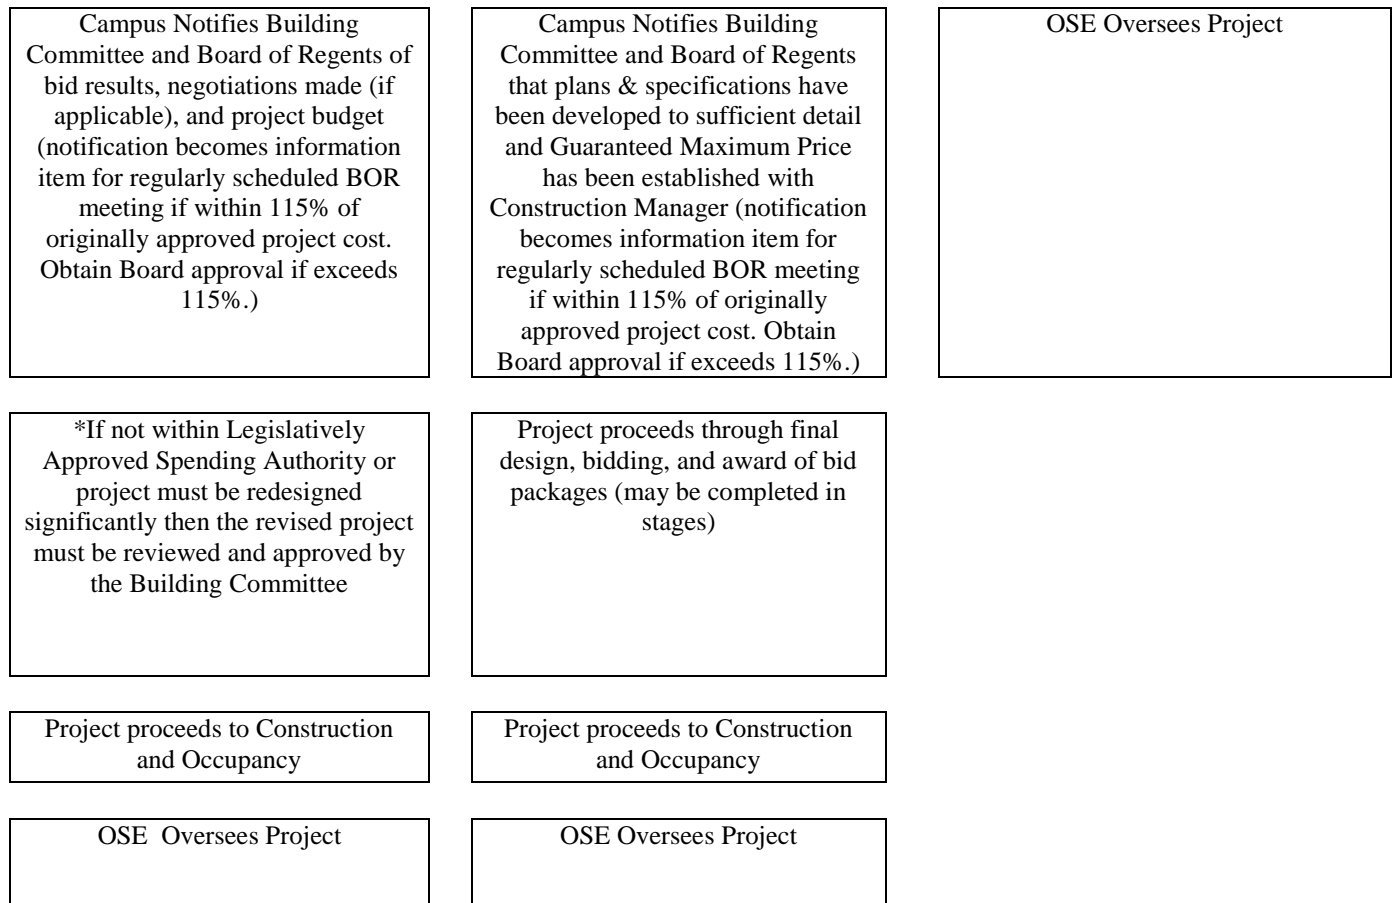 Campus Notifies Building
Committee and Board of Regents of
bid results, negotiations made (if
applicable), and project budget
(notification becomes information
item for regularly scheduled BOR
meeting if within 115% of
originally approved project cost.
Obtain Board approval if exceeds
115%.)
Campus Notifies Building
Committee and Board of Regents
that plans & specifications have
been developed to sufficient detail
and Guaranteed Maximum Price
has been established with
Construction Manager (notification
becomes information item for
regularly scheduled BOR meeting
if within 115% of originally
approved project cost. Obtain
Board approval if exceeds 115%.)
OSE Oversees Project
*If not within Legislatively
Approved Spending Authority or
project must be redesigned
significantly then the revised project
must be reviewed and approved by
the Building Committee
Project proceeds through final
design, bidding, and award of bid
packages (may be completed in
stages)
Project proceeds to Construction
and Occupancy
Project proceeds to Construction
and Occupancy
OSE  Oversees Project
OSE Oversees Project